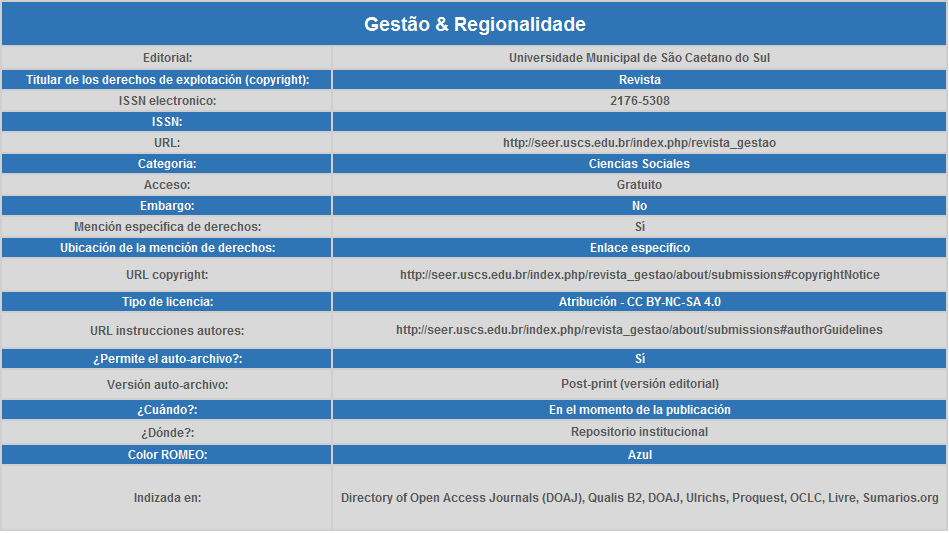 Gestão & Regionalidade
Editorial: Universidade Municipal de São Caetano do Sul
Titular de los derechos de explotación (copyright): Revista
ISSN electronico: 2176-5308
ISSN:
URL: http://seer.uscs.edu.br/index.php/revista_gestao
Categoria: Ciencias Sociales
Acceso: Gratuito
Embargo: No
Mención específica de derechos: Sí
Ubicación de la mención de derechos: Enlace específico
URL copyright: http://seer.uscs.edu.br/index.php/revista_gestao/about/submissions#copyrightNotice
Tipo de licencia: Atribución - CC BY-NC-SA 4.0
URL instrucciones autores: http://seer.uscs.edu.br/index.php/revista_gestao/about/submissions#authorGuidelines
¿Permite el auto-archivo?: Sí
Versión auto-archivo: Post-print (versión editorial)
¿Cuándo?: En el momento de la publicación
¿Dónde?: Repositorio institucional
Color ROMEO: Azul
Indizada en: Directory of Open Access Journals (DOAJ), Qualis B2, DOAJ, Ulrichs, Proquest, OCLC, Livre, Sumarios.org